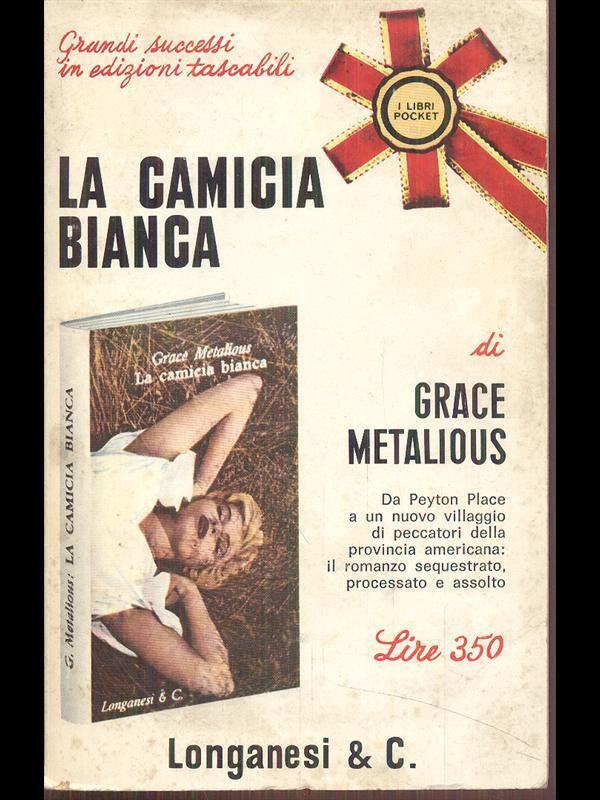 Grandi successi
in edizioni tascabili
I LIBRI
POCKET
LA CAMICIA
BIANCA
Grace Metalious
La camicia bianca
G. Metalious: LA CAMICIA BIANCA
Longanesi & C.
di
GRACE
METALIOUS
Da Peyton Place
a un nuovo villaggio
di peccatori della
provincia americana:
il romanzo sequestrato,
processato e assolto
Lire 350
Longanesi & C.